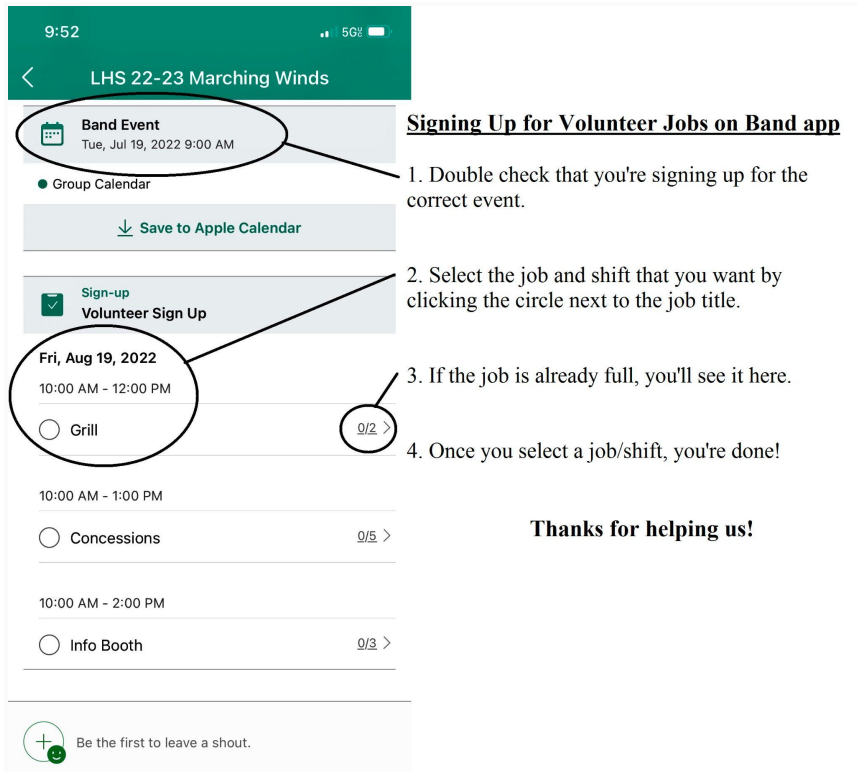 9:52
5G
LHS 22-23 Marching Winds
Band Event
Tue, Jul 19, 2022 9:00 AM
Group Calendar
Save to Apple Calendar
Sign-up
Volunteer Sign Up
Fri, Aug 19, 2022
10:00 AM - 12:00 PM
Grill
0/2
10:00 AM - 1:00 PM
Concessions
0/5
10:00 AM - 2:00 PM
Info Booth
0/3
Be the first to leave a shout.
Signing Up for Volunteer Jobs on Band app
1. Double check that you're signing up for the
correct event.
2. Select the job and shift that you want by
clicking the circle next to the job title.
3. If the job is already full, you'll see it here.
4. Once you select a job/shift, you're done!
Thanks for helping us!